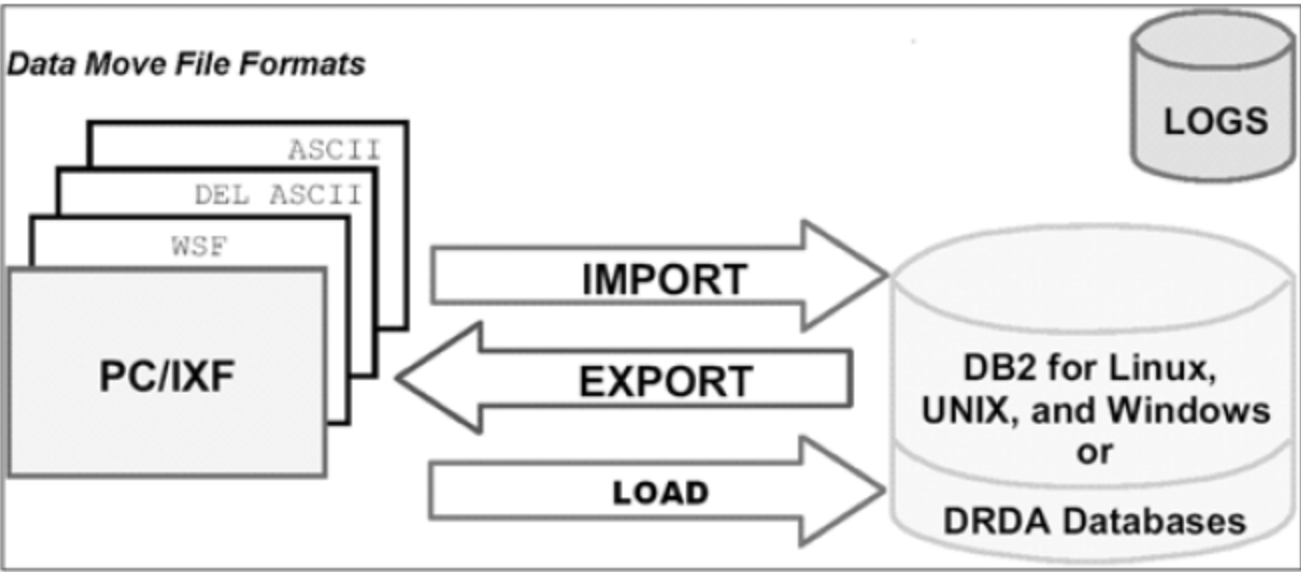 Data Move File Formats
LOGS
ASCII
DEL ASCII
WSF
PC/IXF
IMPORT
EXPORT
LOAD
DB2 for Linux,
UNIX, and Windows
or
DRDA Databases